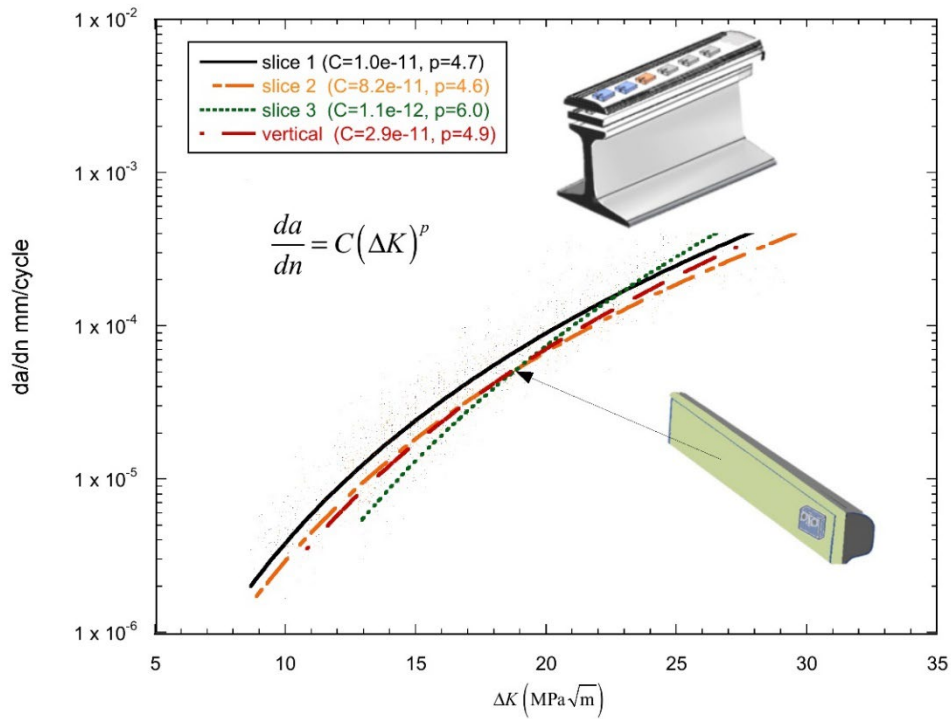 1 x 10⁻²
1 x 10⁻³
1 x 10⁻⁴
1 x 10⁻⁵
1 x 10⁻⁶
da/dn mm/cycle
slice 1 (C=1.0e-11, p=4.7)
slice 2 (C=8.2e-11, p=4.6)
slice 3 (C=1.1e-12, p=6.0)
vertical (C=2.9e-11, p=4.9)
da/dn = C(ΔK)ᵖ
5 10 15 20 25 30 35
ΔK (MPa√m)